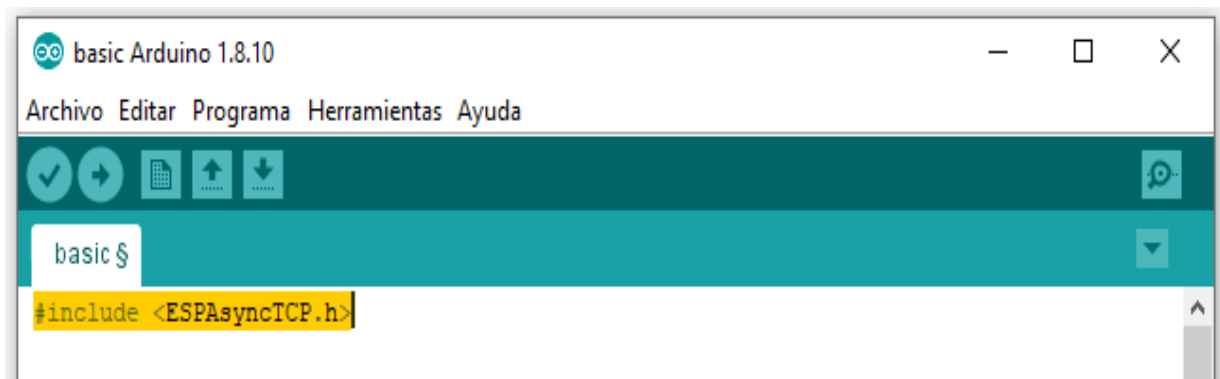 basic Arduino 1.8.10
Archivo Editar Programa Herramientas Ayuda
basic §
#include <ESPAsyncTCP.h>